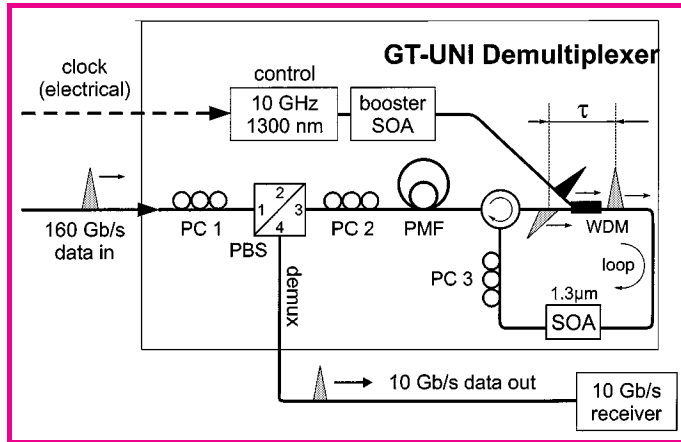 GT-UNI Demultiplexer
clock
(electrical)
control
10 GHz
1300 nm
booster
SOA
τ
160 Gb/s
data in
PC 1
1 2 3 4
PBS
PC 2
PMF
WDM
PC 3
loop
1.3µm
SOA
demux
10 Gb/s data out
10 Gb/s
receiver